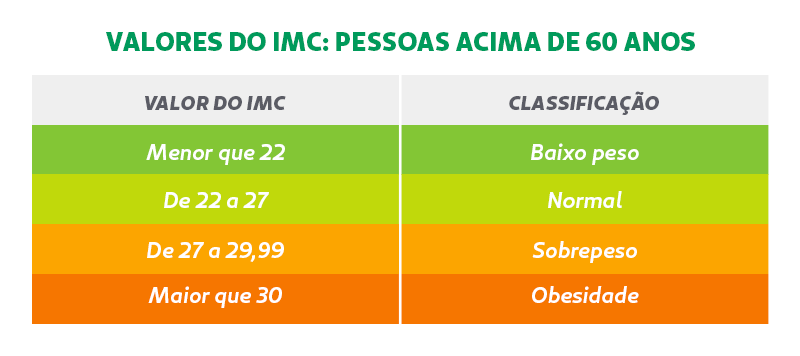 VALORES DO IMC: PESSOAS ACIMA DE 60 ANOS
VALOR DO IMC CLASSIFICAÇÃO
Menor que 22 Baixo peso
De 22 a 27 Normal
De 27 a 29,99 Sobrepeso
Maior que 30 Obesidade